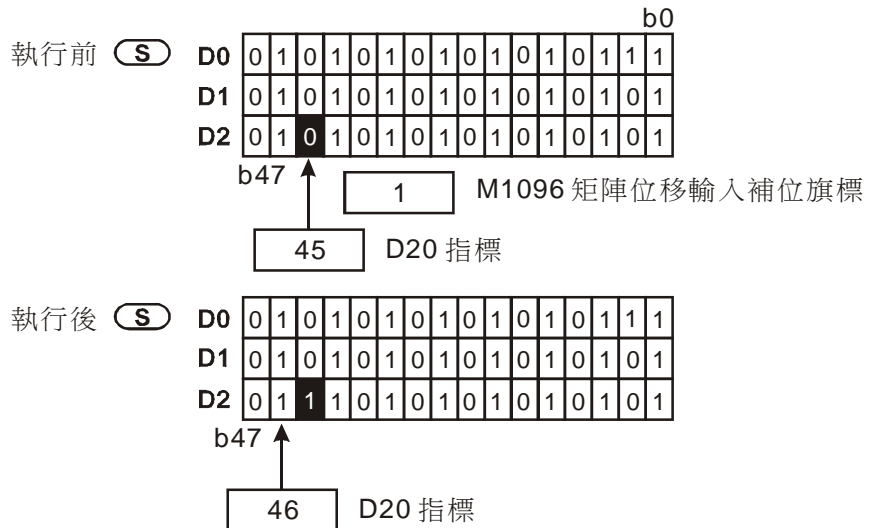 b0
執行前 S D0 0 1 0 1 0 1 0 1 0 1 0 1 0 1 1 1
D1 0 1 0 1 0 1 0 1 0 1 0 1 0 1 0 1
D2 0 1 0 1 0 1 0 1 0 1 0 1 0 1 0 1
b47
1 M1096 矩陣位移輸入補位旗標
45 D20 指標
執行後 S D0 0 1 0 1 0 1 0 1 0 1 0 1 0 1 1 1
D1 0 1 0 1 0 1 0 1 0 1 0 1 0 1 0 1
D2 0 1 1 1 0 1 0 1 0 1 0 1 0 1 0 1
b47
46 D20 指標